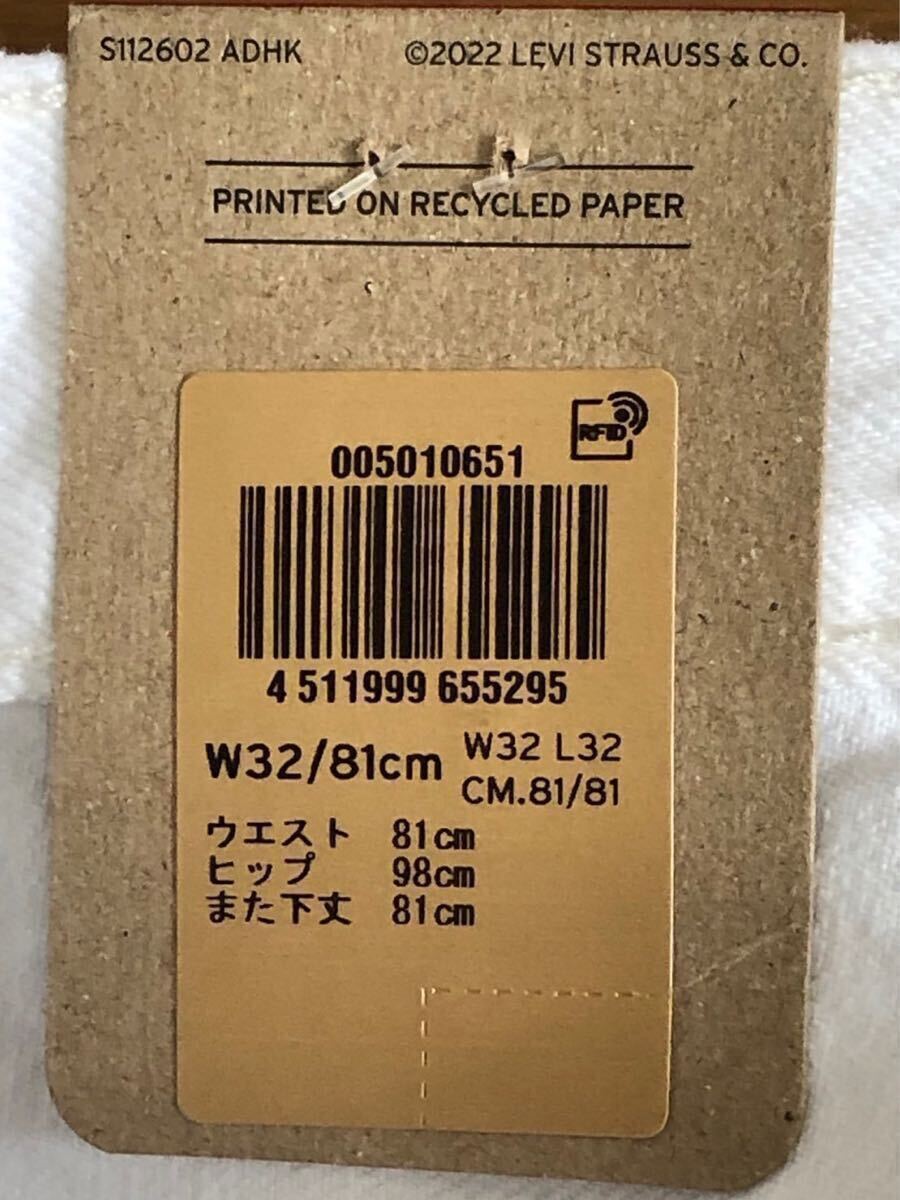 S112602 ADHK ©2022 LEVI STRAUSS & CO.
PRINTED ON RECYCLED PAPER
RFID
005010651
4 511999 655295
W32/81cm W32 L32
CM.81/81
ウエスト 81cm
ヒップ 98cm
また下丈 81cm